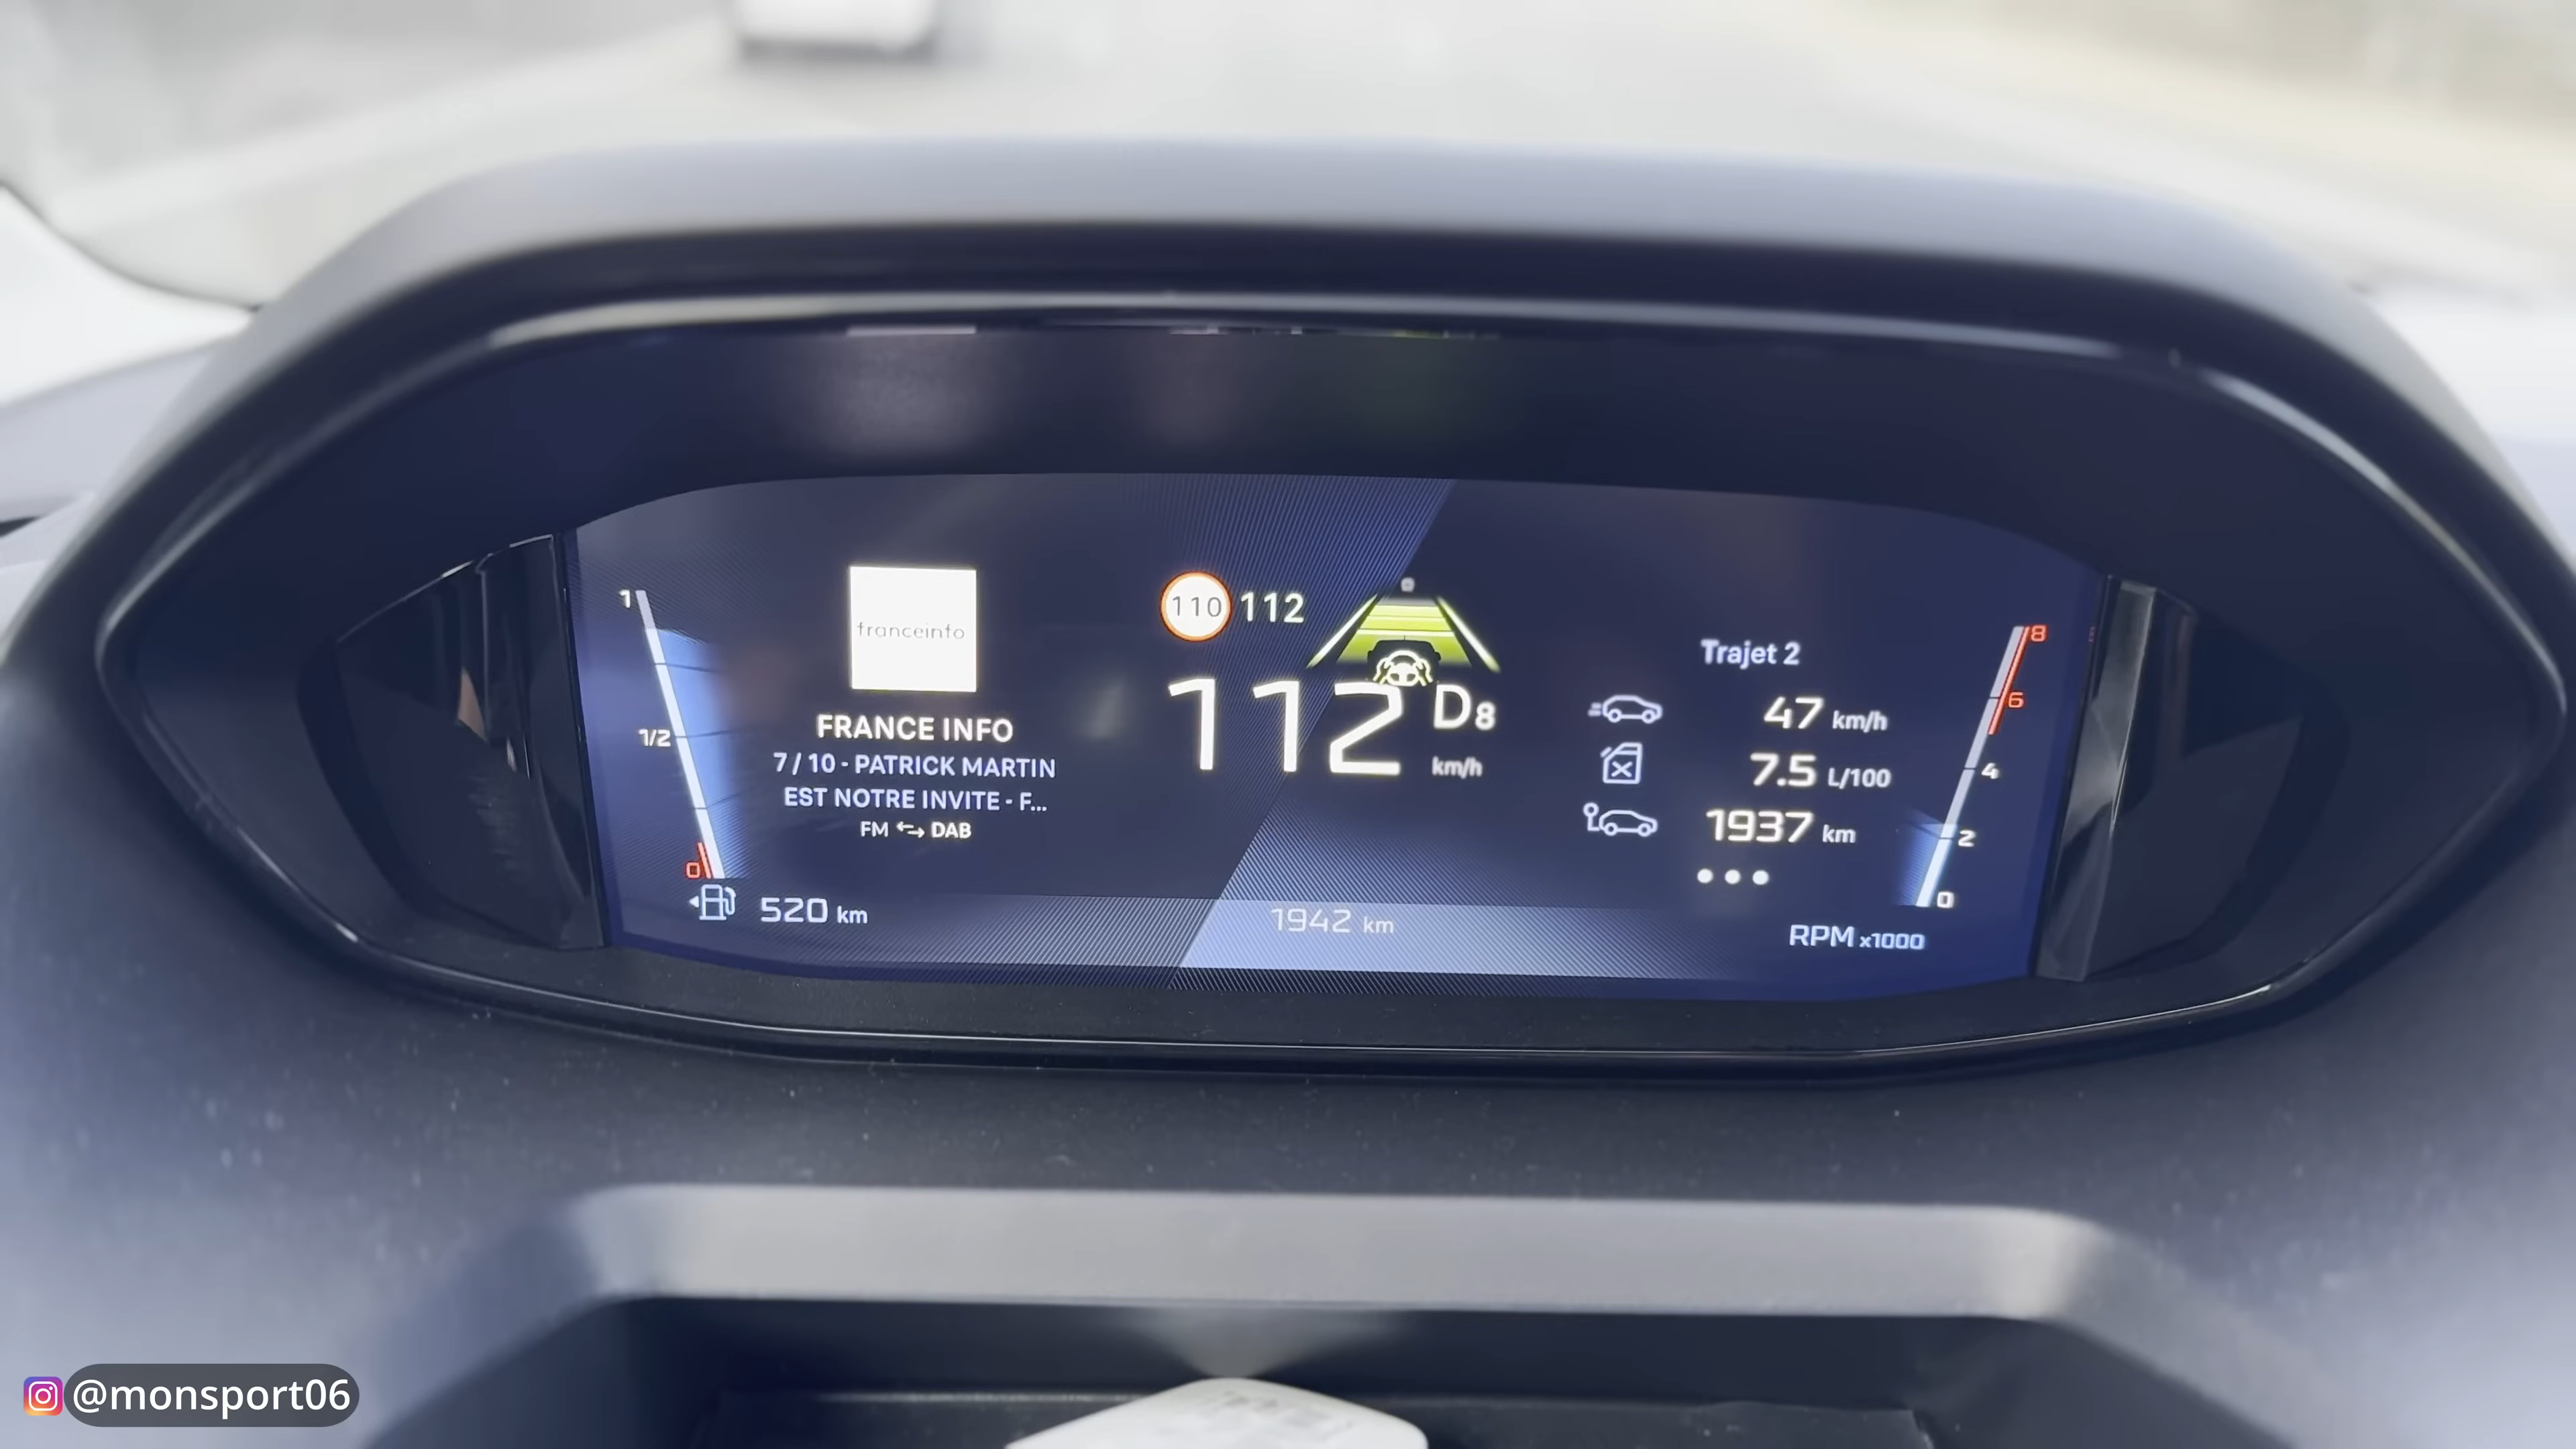 1
1/2
0
franceinfo
FRANCE INFO
7/10 - PATRICK MARTIN
EST NOTRE INVITE - F...
FM DAB
520 km
110 112
112 D8
km/h
1942 km
Trajet 2
47 km/h
7.5 L/100
1937 km
8
6
4
2
0
RPM x1000
@monsport06